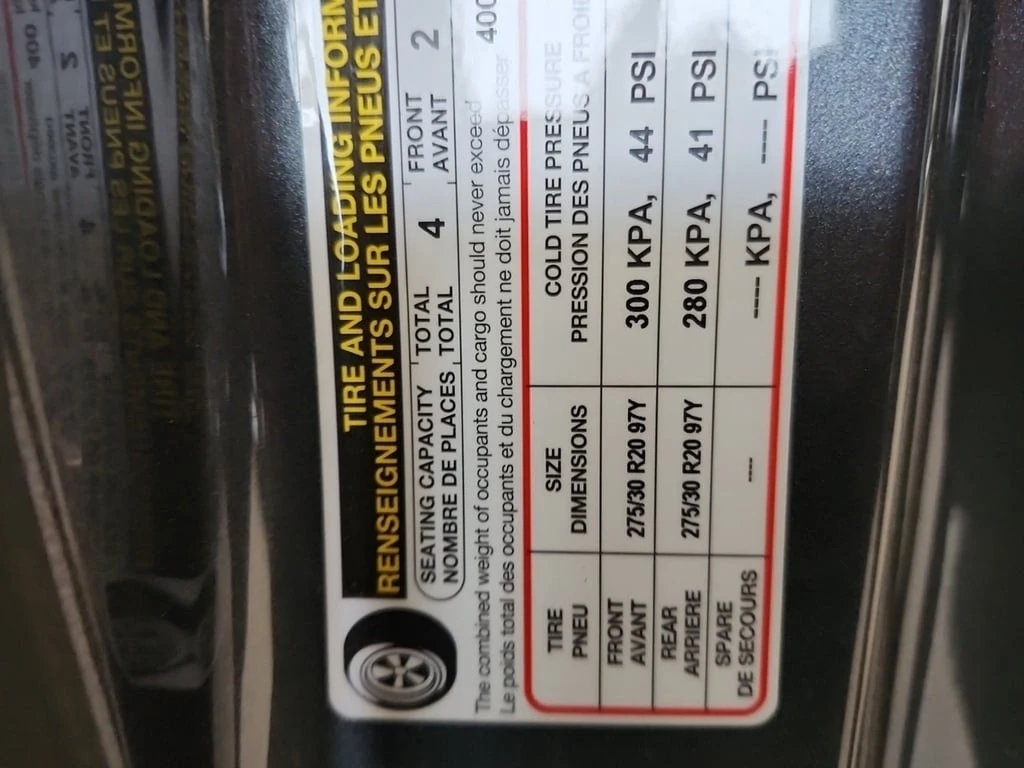 TIRE AND LOADING INFORM
RENSEIGNEMENTS SUR LES PNEUS ET
SEATING CAPACITY TOTAL 4 FRONT 2
NOMBRE DE PLACES TOTAL AVANT
The combined weight of occupants and cargo should never exceed 400
Le poids total des occupants et du chargement ne doit jamais dépasser
TIRE SIZE COLD TIRE PRESSURE
PNEU DIMENSIONS PRESSION DES PNEUS A FROID
FRONT 275/30 R20 97Y 300 KPA, 44 PSI
AVANT
REAR 275/30 R20 97Y 280 KPA, 41 PSI
ARRIERE
SPARE ---- ---- KPA, ---- PSI
DE SECOURS